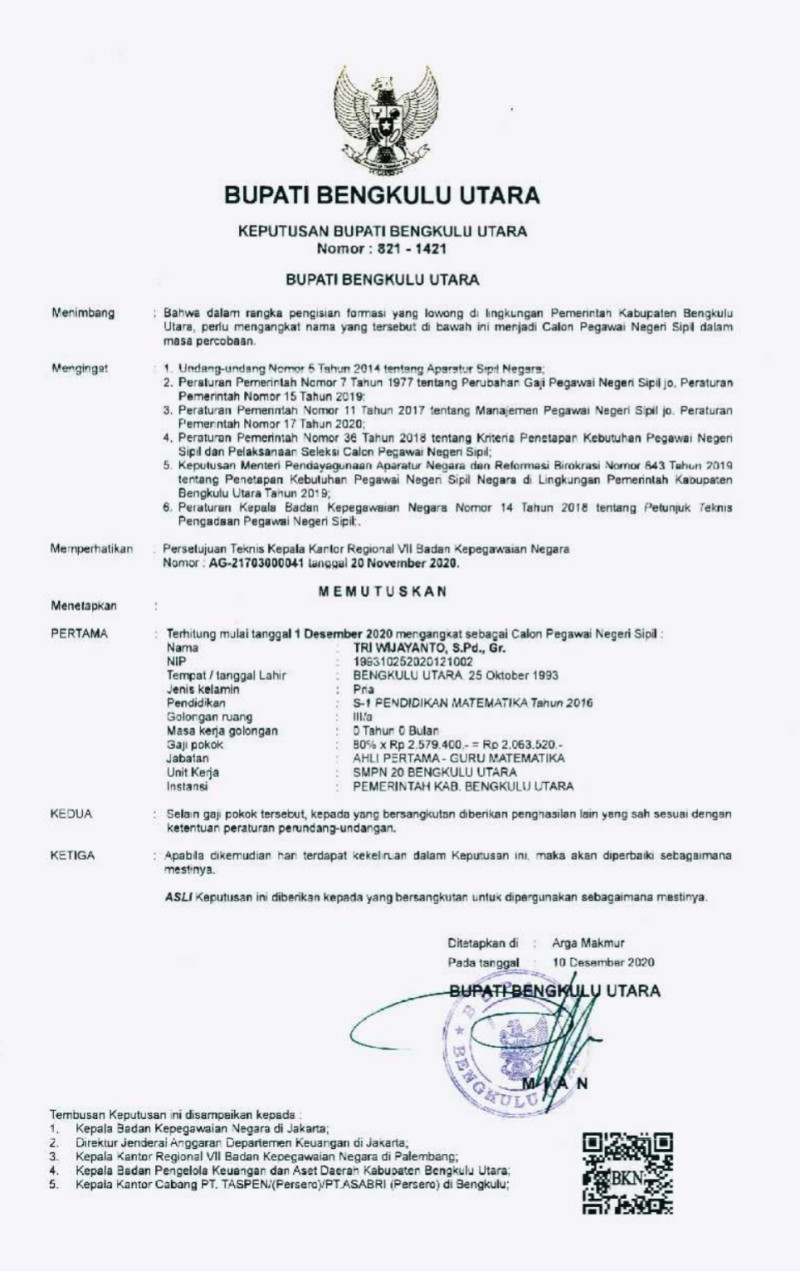 BUPATI BENGKULU UTARA
KEPUTUSAN BUPATI BENGKULU UTARA
Nomor : 821 - 1421
BUPATI BENGKULU UTARA
Menimbang : Bahwa dalam rangka pengisian formasi yang lowong di lingkungan Pemerintah Kabupaten Bengkulu
Utara, perlu mengangkat nama yang tersebut di bawah ini menjadi Calon Pegawai Negeri Sipil dalam
masa percobaan.
Mengingat : 1. Undang-undang Nomor 5 Tahun 2014 tentang Aparatur Sipil Negara;
2. Peraturan Pemerintah Nomor 7 Tahun 1977 tentang Perubahan Gaji Pegawai Negeri Sipil jo. Peraturan
Pemerintah Nomor 15 Tahun 2019;
3. Peraturan Pemerintah Nomor 11 Tahun 2017 tentang Manajemen Pegawai Negeri Sipil jo. Peraturan
Pemerintah Nomor 17 Tahun 2020;
4. Peraturan Pemerintah Nomor 36 Tahun 2018 tentang Kriteria Penetapan Kebutuhan Pegawai Negeri
Sipil dan Pelaksanaan Seleksi Calon Pegawai Negeri Sipil;
5. Keputusan Menteri Pendayagunaan Aparatur Negara dan Reformasi Birokrasi Nomor 643 Tahun 2019
tentang Penetapan Kebutuhan Pegawai Negeri Sipil Negara di Lingkungan Pemerintah Kabupaten
Bengkulu Utara Tahun 2019;
6. Peraturan Kepala Badan Kepegawaian Negara Nomor 14 Tahun 2018 tentang Petunjuk Teknis
Pengadaan Pegawai Negeri Sipil;.
Memperhatikan : Persetujuan Teknis Kepala Kantor Regional VII Badan Kepegawaian Negara
Nomor : AG-21703000041 tanggal 20 November 2020.
MEMUTUSKAN
Menetapkan :
PERTAMA : Terhitung mulai tanggal 1 Desember 2020 mengangkat sebagai Calon Pegawai Negeri Sipil :
Nama : TRI WIJAYANTO, S.Pd., Gr.
NIP : 199310252020121002
Tempat / tanggal Lahir : BENGKULU UTARA, 25 Oktober 1993
Jenis kelamin : Pria
Pendidikan : S-1 PENDIDIKAN MATEMATIKA Tahun 2016
Golongan ruang : III/a
Masa kerja golongan : 0 Tahun 0 Bulan
Gaji pokok : 80% x Rp 2.579.400,- = Rp 2.063.520,-
Jabatan : AHLI PERTAMA - GURU MATEMATIKA
Unit Kerja : SMPN 20 BENGKULU UTARA
Instansi : PEMERINTAH KAB. BENGKULU UTARA
KEDUA : Selain gaji pokok tersebut, kepada yang bersangkutan diberikan penghasilan lain yang sah sesuai dengan
ketentuan peraturan perundang-undangan.
KETIGA : Apabila dikemudian hari terdapat kekeliruan dalam Keputusan ini, maka akan diperbaiki sebagaimana
mestinya.
ASLI Keputusan ini diberikan kepada yang bersangkutan untuk dipergunakan sebagaimana mestinya.
Ditetapkan di : Arga Makmur
Pada tanggal : 10 Desember 2020
BUPATI BENGKULU UTARA
BUPATI
BENGKULU
M I A N
Tembusan Keputusan ini disampaikan kepada :
1. Kepala Badan Kepegawaian Negara di Jakarta;
2. Direktur Jenderal Anggaran Departemen Keuangan di Jakarta;
3. Kepala Kantor Regional VII Badan Kepegawaian Negara di Palembang;
4. Kepala Badan Pengelola Keuangan dan Aset Daerah Kabupaten Bengkulu Utara;
5. Kepala Kantor Cabang PT. TASPEN/(Persero)/PT.ASABRI (Persero) di Bengkulu;
BKN